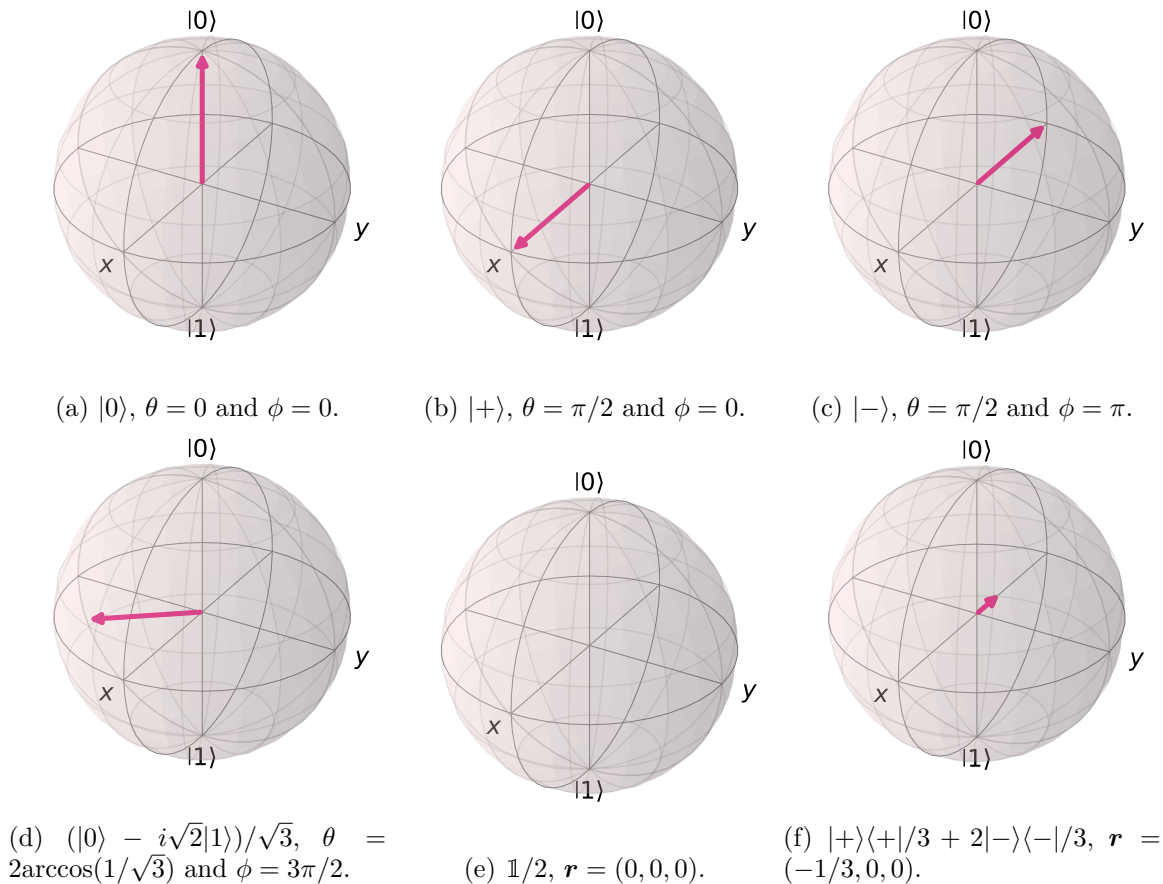 |0⟩ |0⟩ |0⟩
y y y
x x x
|1⟩ |1⟩ |1⟩
(a) |0⟩, θ = 0 and ϕ = 0.
(b) |+⟩, θ = π/2 and ϕ = 0.
(c) |−⟩, θ = π/2 and ϕ = π.
|0⟩ |0⟩ |0⟩
y y y
x x x
|1⟩ |1⟩ |1⟩
(d) (|0⟩ − i√2|1⟩)/√3, θ =
2arccos(1/√3) and ϕ = 3π/2.
(e) 𝟙/2, r = (0,0,0).
(f) |+⟩⟨+|/3 + 2|−⟩⟨−|/3, r =
(−1/3,0,0).